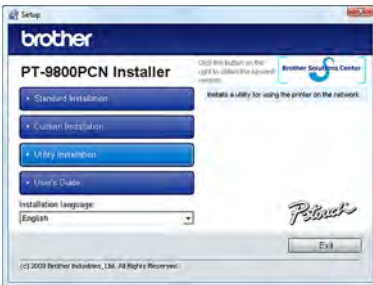 Setup
brother
PT-9800PCN Installer
Click the button on the
right to obtain the newest
version.
Brother Solutions Center
Standard Installation
Custom Installation
Utility Installation
User's Guide
Installs a utility for using the printer on the network.
Installation language:
English
P-touch
Exit
(c) 2009 Brother Industries, Ltd. All Rights Reserved.